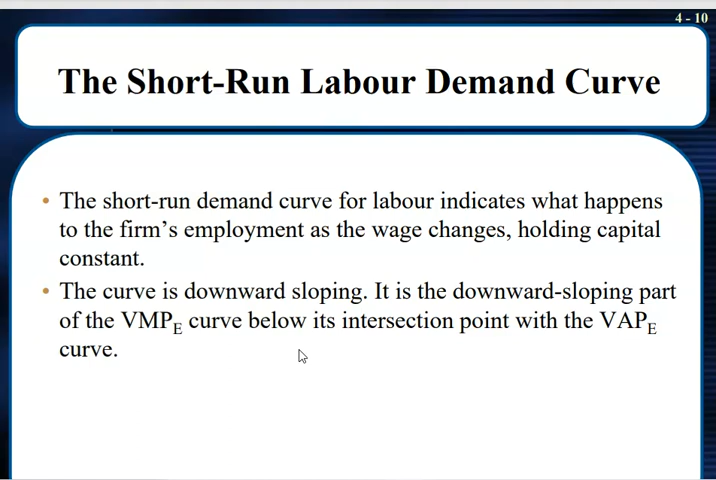 4 - 10
The Short-Run Labour Demand Curve
• The short-run demand curve for labour indicates what happens
to the firm's employment as the wage changes, holding capital
constant.
• The curve is downward sloping. It is the downward-sloping part
of the VMPE curve below its intersection point with the VAPE
curve.